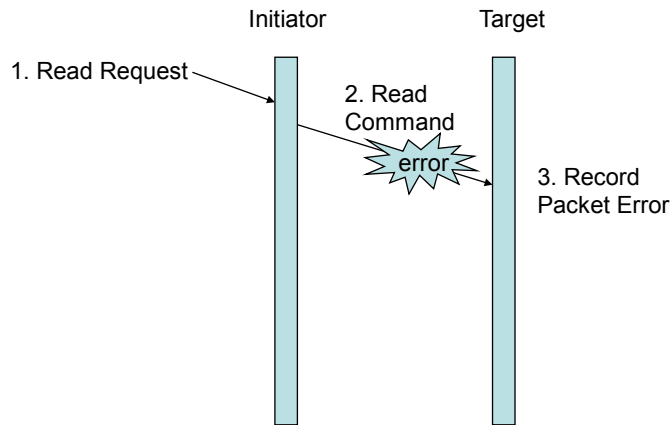 Initiator
Target
1. Read Request
2. Read
Command
error
3. Record
Packet Error